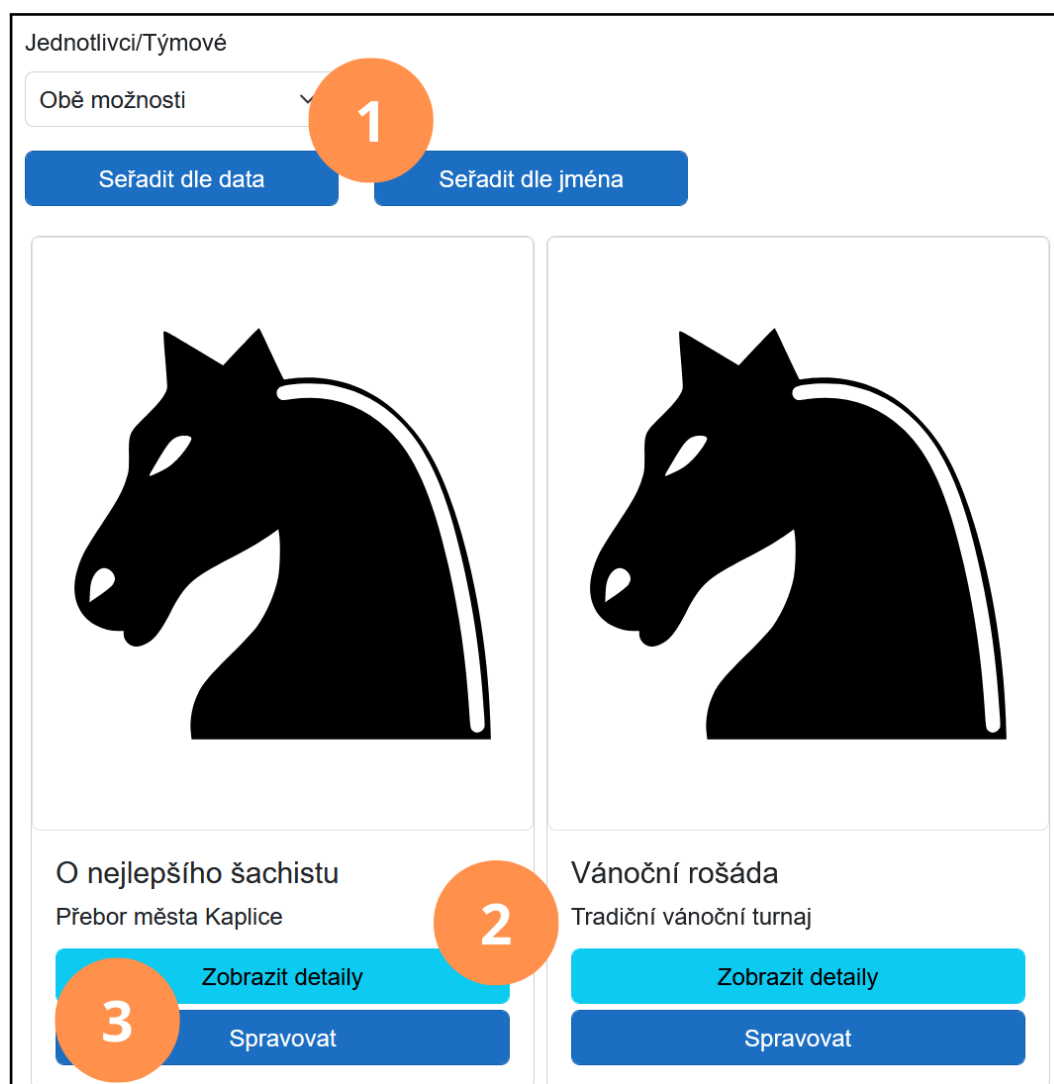 Jednotlivci/Týmové
Obě možnosti
1
Seřadit dle data
Seřadit dle jména
O nejlepšího šachistu
Přebor města Kaplice
Zobrazit detaily
Spravovat
2
3
Vánoční rošáda
Tradiční vánoční turnaj
Zobrazit detaily
Spravovat